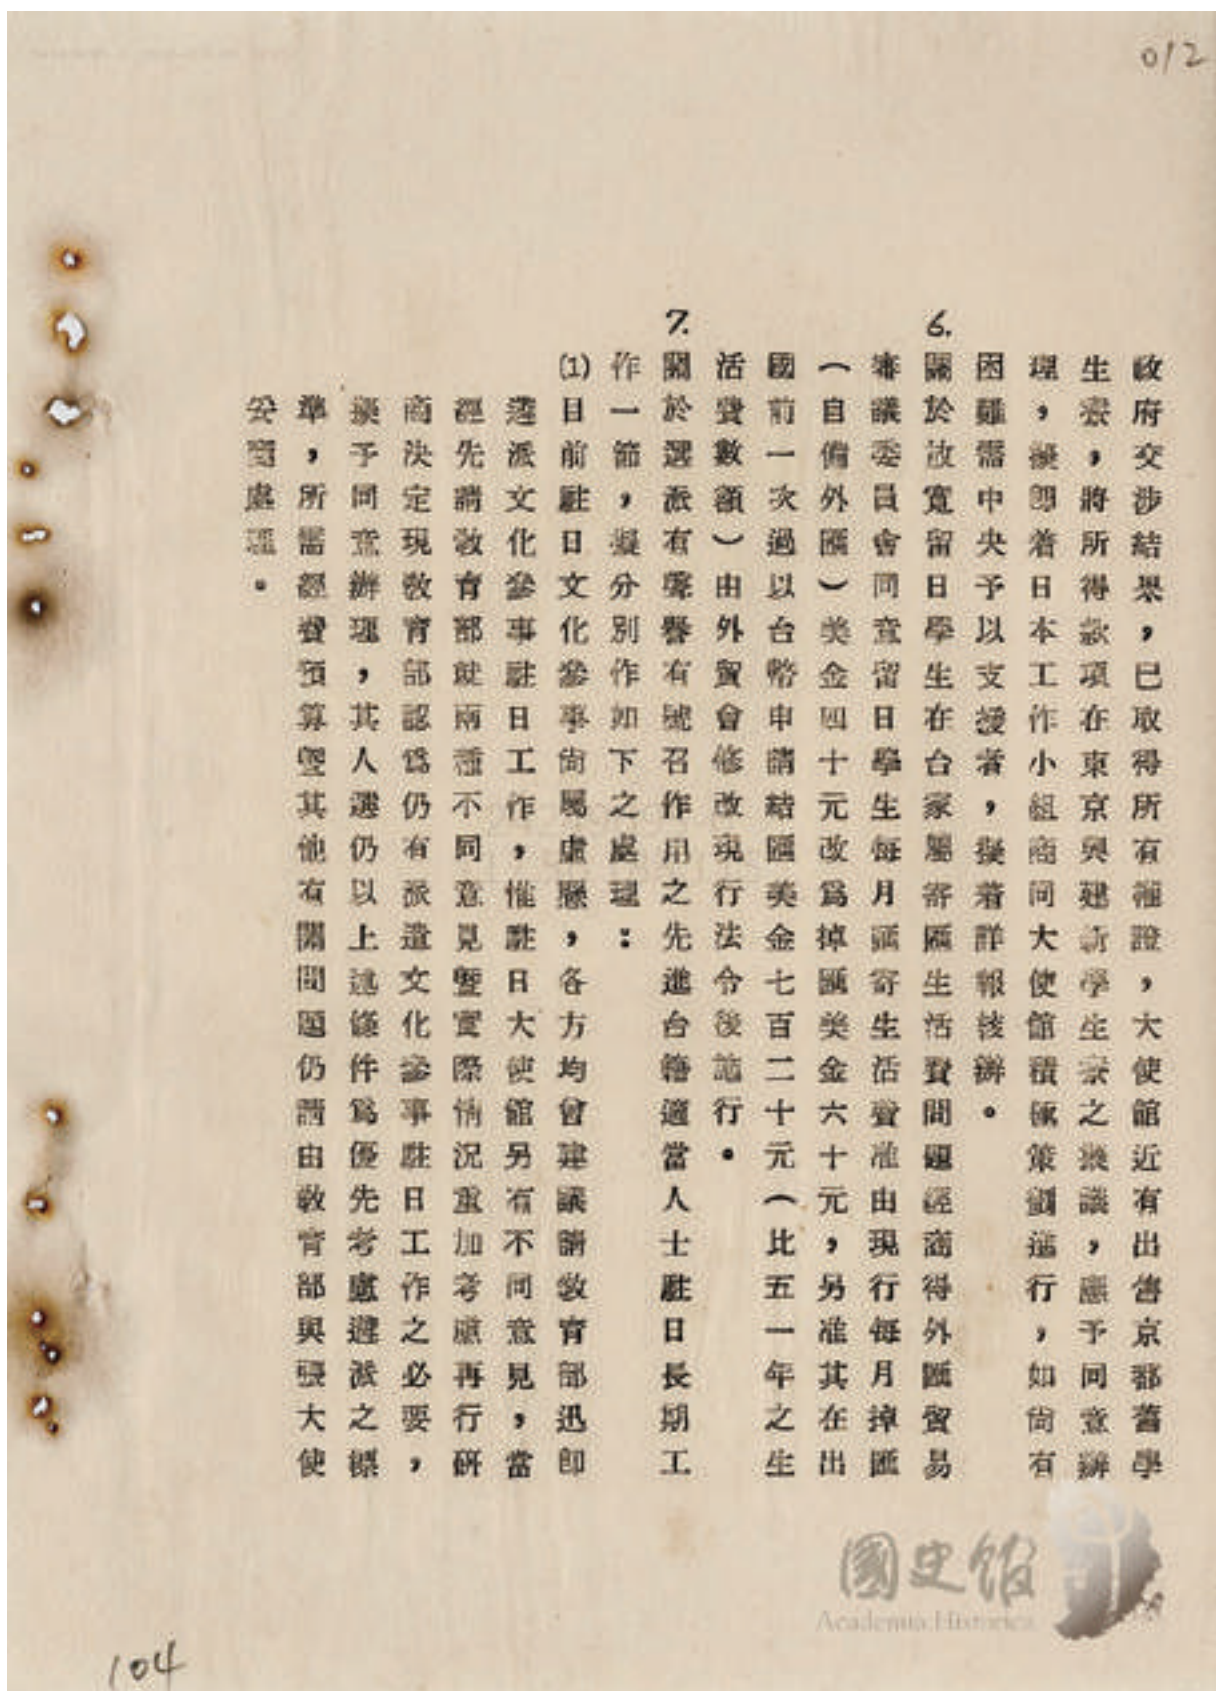 012
政府交涉結果，已取得所有權證，大使館近有出售京都舊學
生寮，將所得款項在東京興建新學生寮之擬議，應予同意辦
理，擬即着日本工作小組商同大使館積極策劃進行，如尚有
困難需中央予以支援者，擬着詳報核辦。
6.關於放寬留日學生在台家屬寄匯生活費問題經商得外匯貿易
審議委員會同意留日學生每月匯寄生活費准由現行每月掉匯
（自備外匯）美金四十元改爲掉匯美金六十元，另准其在出
國前一次過以台幣申請結匯美金七百二十元（比五一年之生
活費數額）由外貿會修改現行法令後施行。
7.關於選派有聲譽有號召作用之先進台籍適當人士駐日長期工
作一節，擬分別作如下之處理：
(1)目前駐日文化參事尚屬虛懸，各方均會建議請敎育部迅卽
遴派文化參事駐日工作，惟駐日大使館另有不同意見，當
經先請敎育部就兩種不同意見曁實際情況重加考慮再行硏
商決定現敎育部認爲仍有派遣文化參事駐日工作之必要，
擬予同意辦理，其人選仍以上述條件爲優先考慮遴派之標
準，所需經費預算曁其他有關問題仍請由敎育部與張大使
妥籌處理。
國史館
Academia Historica
104